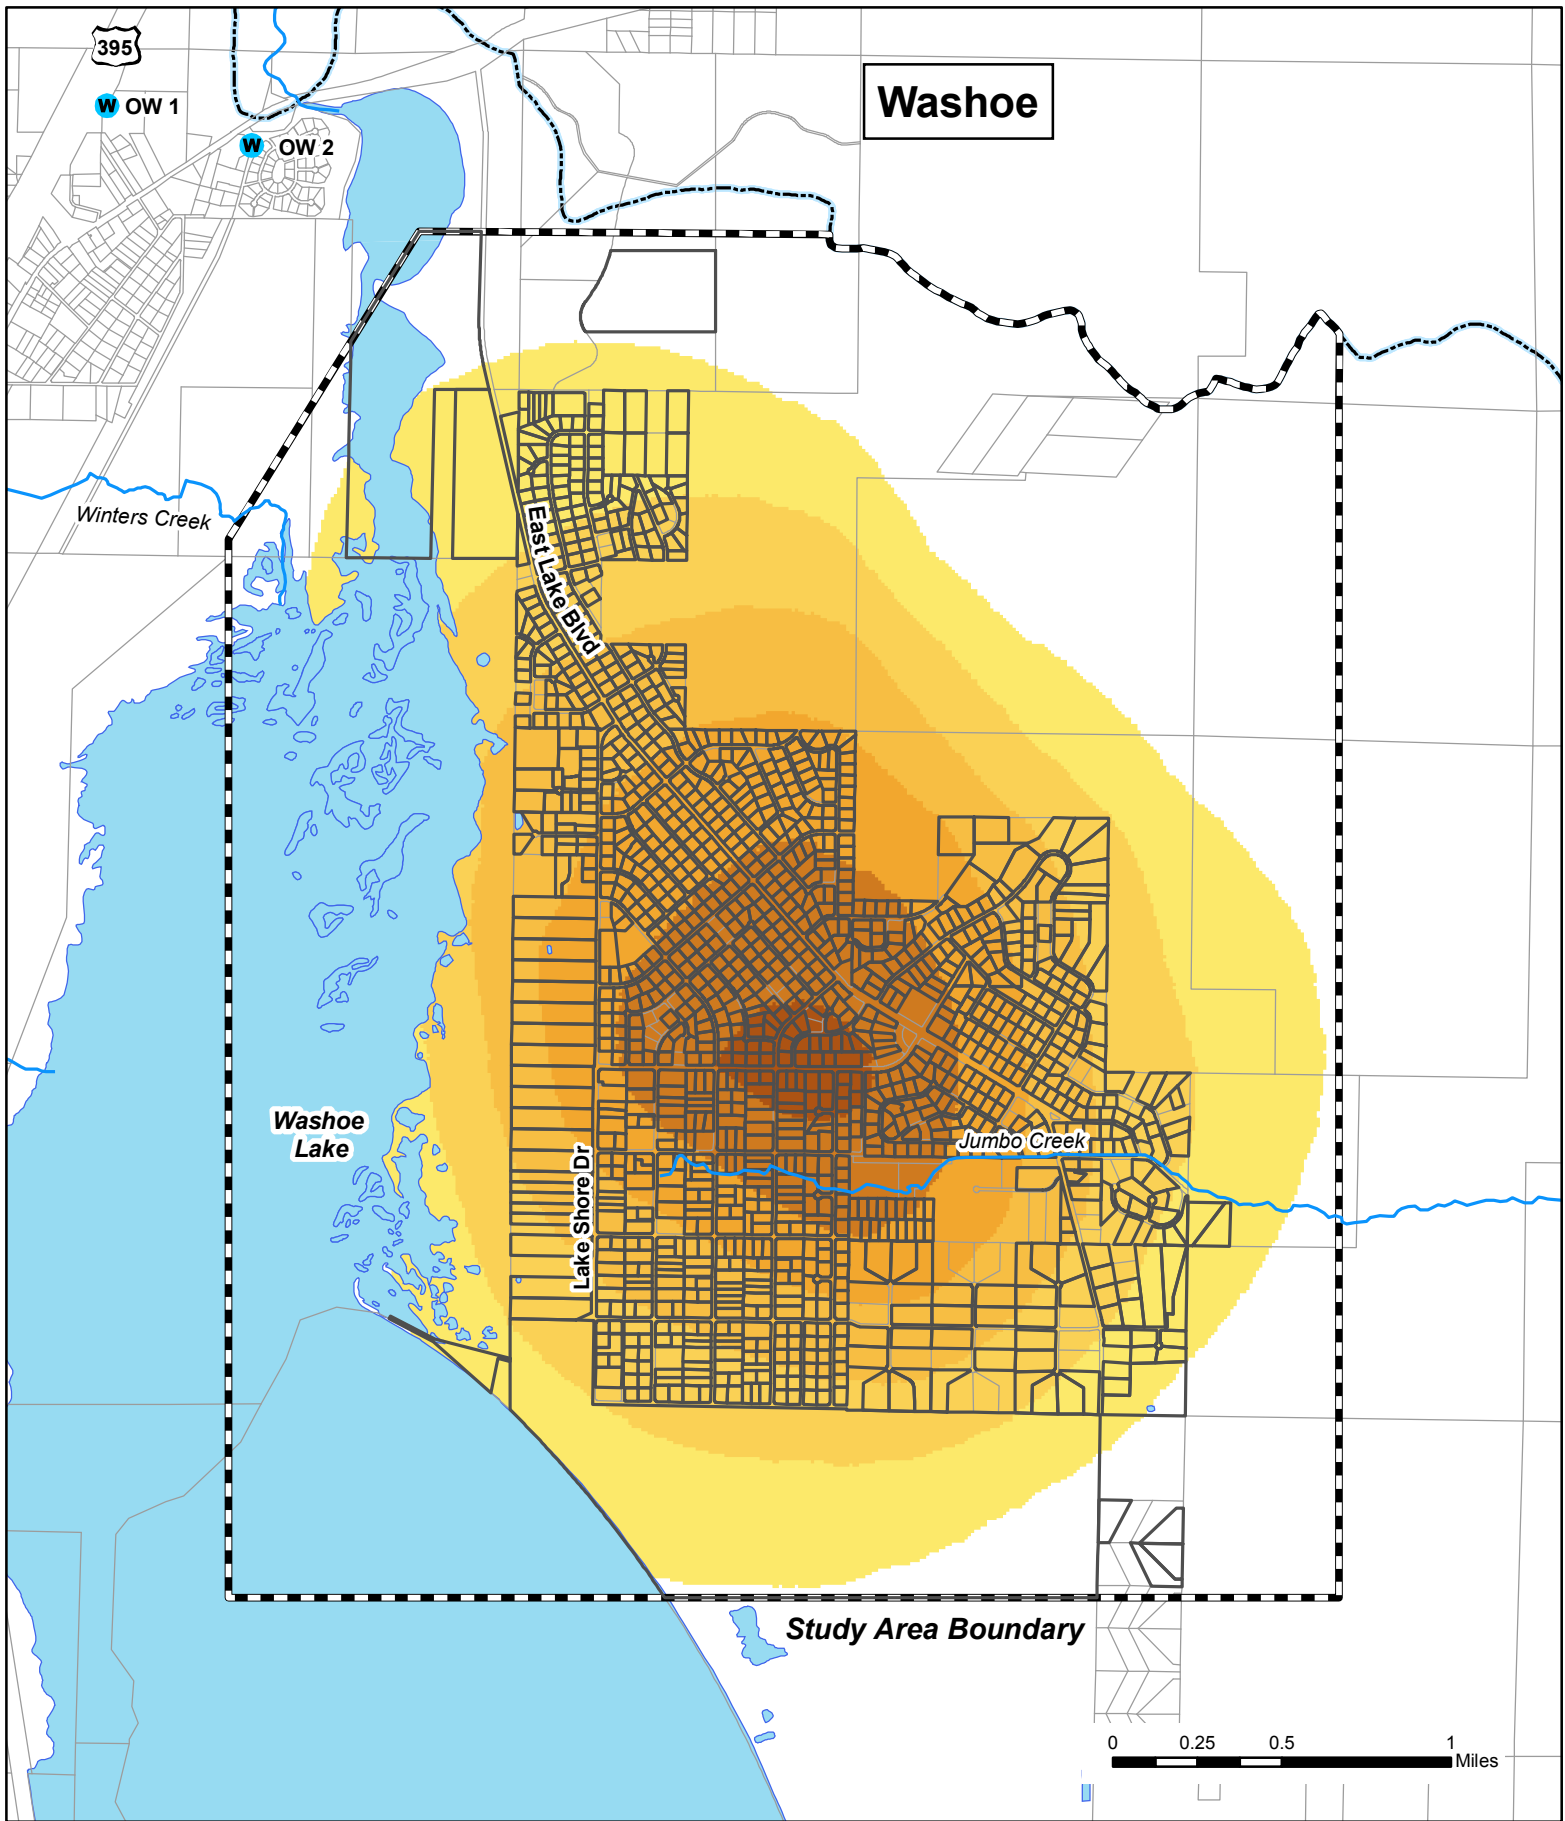 395
Washoe
W OW 1
W OW 2
Winters Creek
East Lake Blvd
Washoe
Lake
Jumbo Creek
Lake Shore Dr
Study Area Boundary
0 0.25 0.5 1
Miles